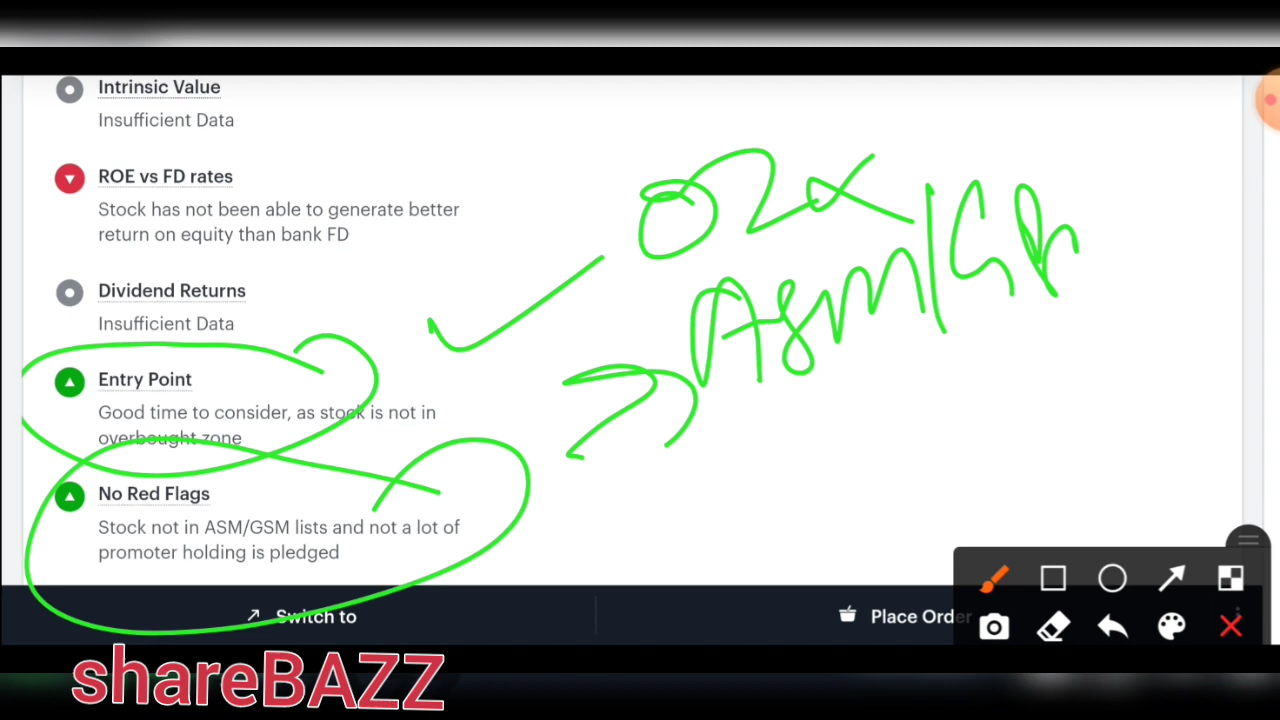 Intrinsic Value
Insufficient Data
ROE vs FD rates
Stock has not been able to generate better
return on equity than bank FD
Dividend Returns
Insufficient Data
Entry Point
Good time to consider, as stock is not in
overbought zone
No Red Flags
Stock not in ASM/GSM lists and not a lot of
promoter holding is pledged
Switch to
Place Order
shareBAZZ